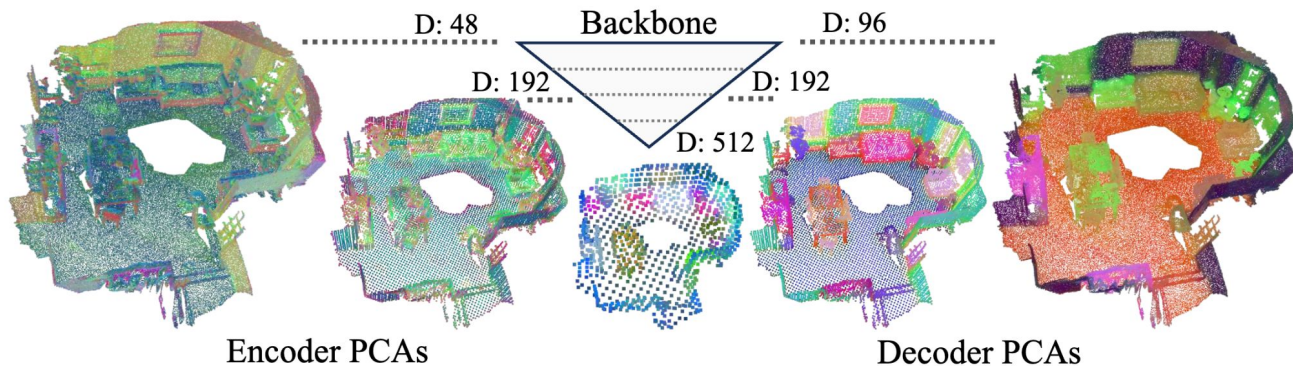 D: 48
Backbone
D: 96
D: 192
D: 192
D: 512
Encoder PCAs
Decoder PCAs